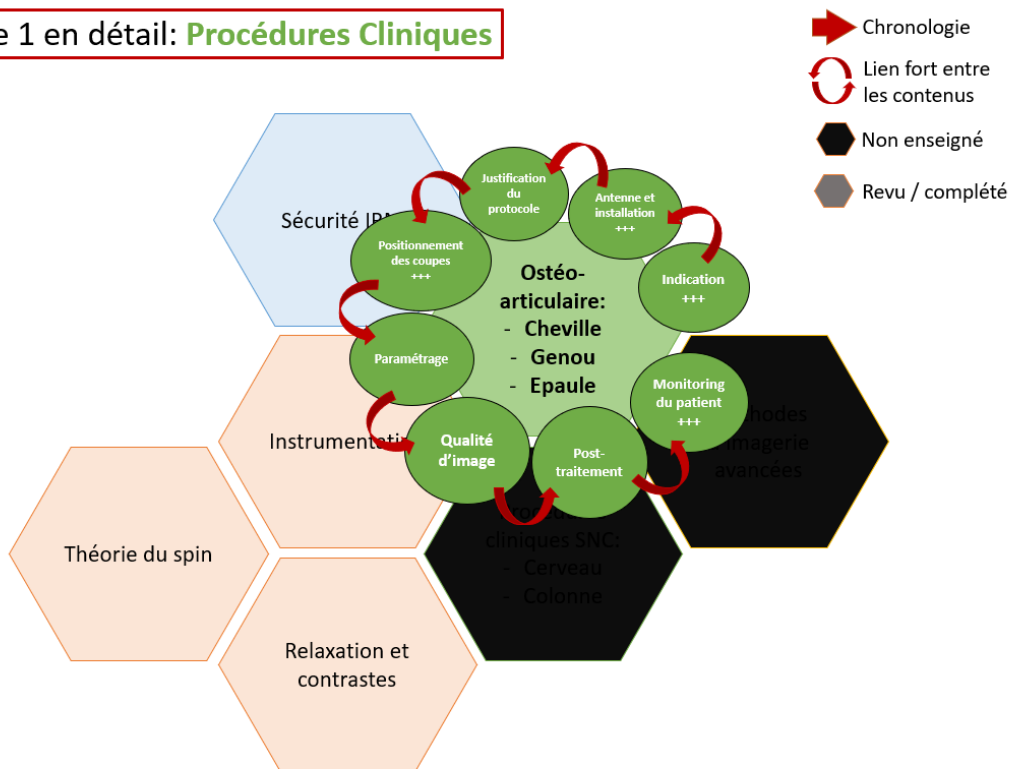 e 1 en détail: Procédures Cliniques
Chronologie
Lien fort entre
les contenus
Non enseigné
Revu / complété
Justification
du
protocole
Antenne et
installation
+++
Sécurité
Positionnement
des coupes
+++
Indication
+++
Ostéo-
articulaire:
- Cheville
- Genou
- Epaule
Paramétrage
Monitoring
du patient
+++
Instrumentati
Qualité
d’image
Post-
traitement
imagerie
avancées
Théorie du spin
cliniques SNC:
- Cerveau
- Colonne
Relaxation et
contrastes